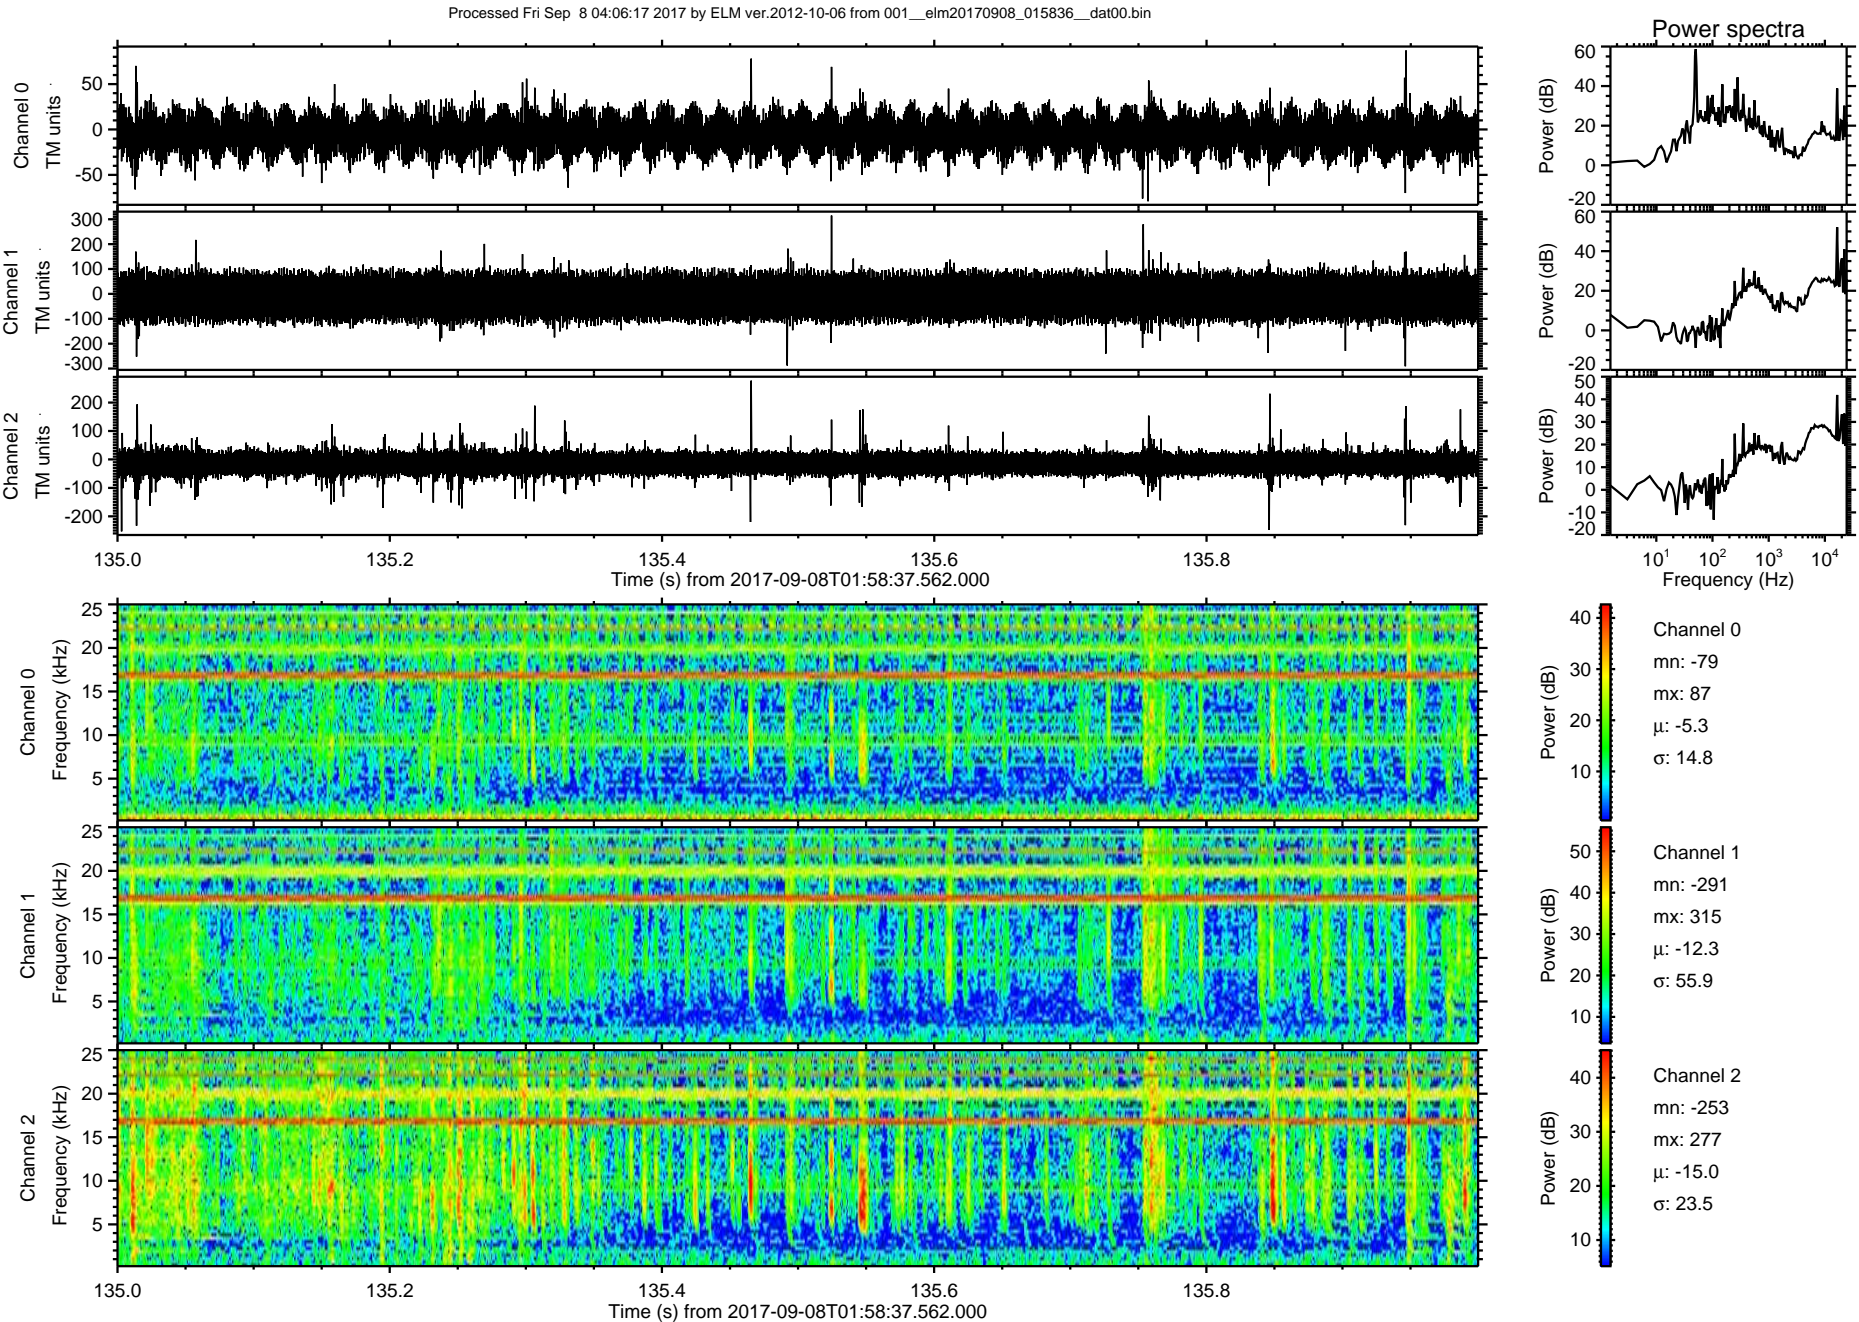 Processed Fri Sep  8 04:06:17 2017 by ELM ver.2012-10-06 from 001__elm20170908_015836__dat00.bin
Power spectra
Channel 0
TM units
50
0
-50
Power (dB)
60
40
20
0
-20
Channel 1
TM units
300
200
100
0
-100
-200
-300
Power (dB)
60
40
20
0
-20
Channel 2
TM units
200
100
0
-100
-200
Power (dB)
50
40
30
20
10
0
-10
-20
135.0 135.2 135.4 135.6 135.8
Time (s) from 2017-09-08T01:58:37.562.000
10¹ 10² 10³ 10⁴
Frequency (Hz)
Channel 0
Frequency (kHz)
25
20
15
10
5
Power (dB)
40
30
20
10
Channel 0
mn: -79
mx: 87
μ: -5.3
σ: 14.8
Channel 1
Frequency (kHz)
25
20
15
10
5
Power (dB)
50
40
30
20
10
Channel 1
mn: -291
mx: 315
μ: -12.3
σ: 55.9
Channel 2
Frequency (kHz)
25
20
15
10
5
Power (dB)
40
30
20
10
Channel 2
mn: -253
mx: 277
μ: -15.0
σ: 23.5
135.0 135.2 135.4 135.6 135.8
Time (s) from 2017-09-08T01:58:37.562.000